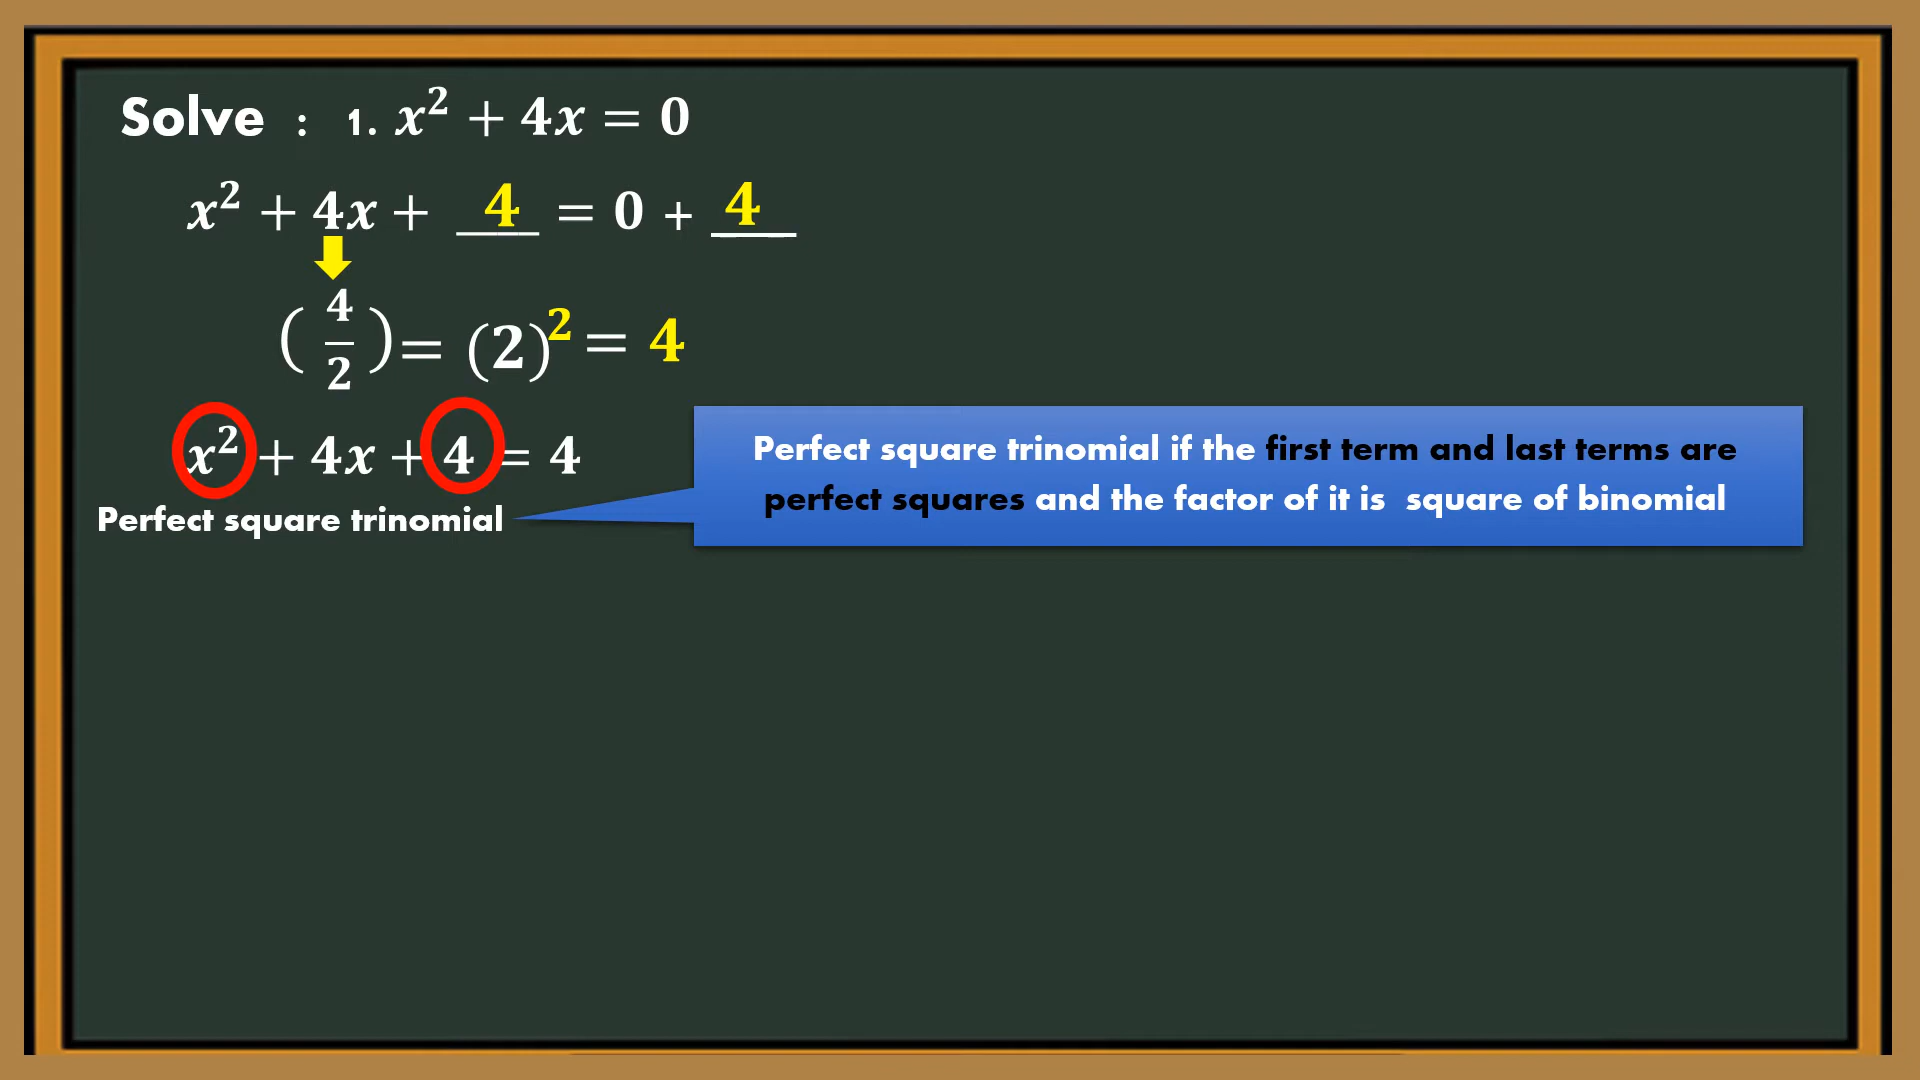 Solve : 1. x² + 4x = 0
x² + 4x + __4__ = 0 + __4__
(4/2) = (2)² = 4
x² + 4x + 4 = 4
Perfect square trinomial
Perfect square trinomial if the first term and last terms are
perfect squares and the factor of it is square of binomial